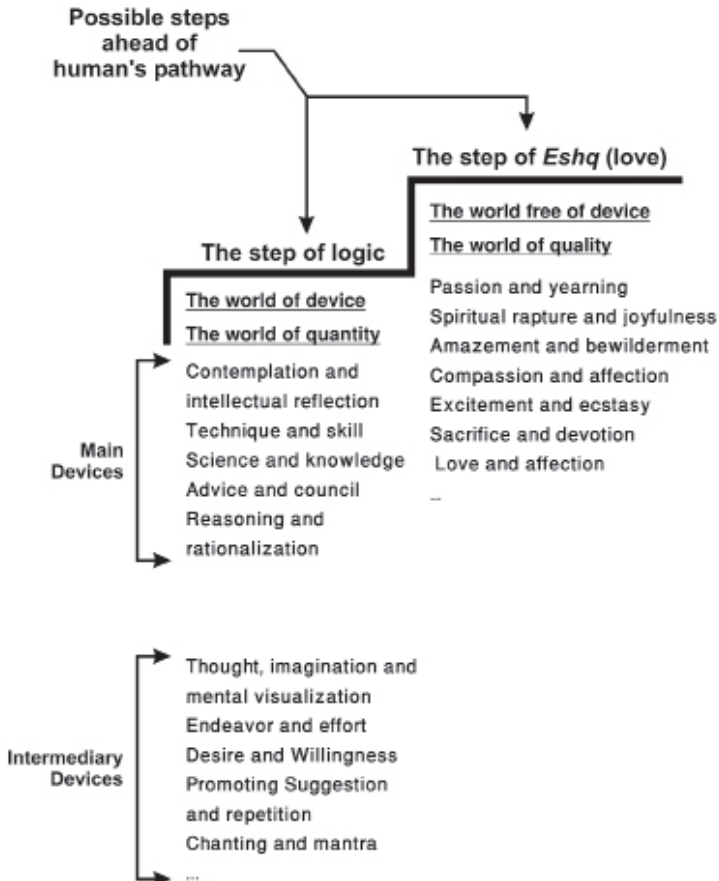 Possible steps
ahead of
human's pathway
The step of Eshq (love)
The world free of device
The world of quality
Passion and yearning
Spiritual rapture and joyfulness
Amazement and bewilderment
Compassion and affection
Excitement and ecstasy
Sacrifice and devotion
Love and affection
...
The step of logic
The world of device
The world of quantity
Main
Devices
Contemplation and
intellectual reflection
Technique and skill
Science and knowledge
Advice and council
Reasoning and
rationalization
Intermediary
Devices
Thought, imagination and
mental visualization
Endeavor and effort
Desire and Willingness
Promoting Suggestion
and repetition
Chanting and mantra
...